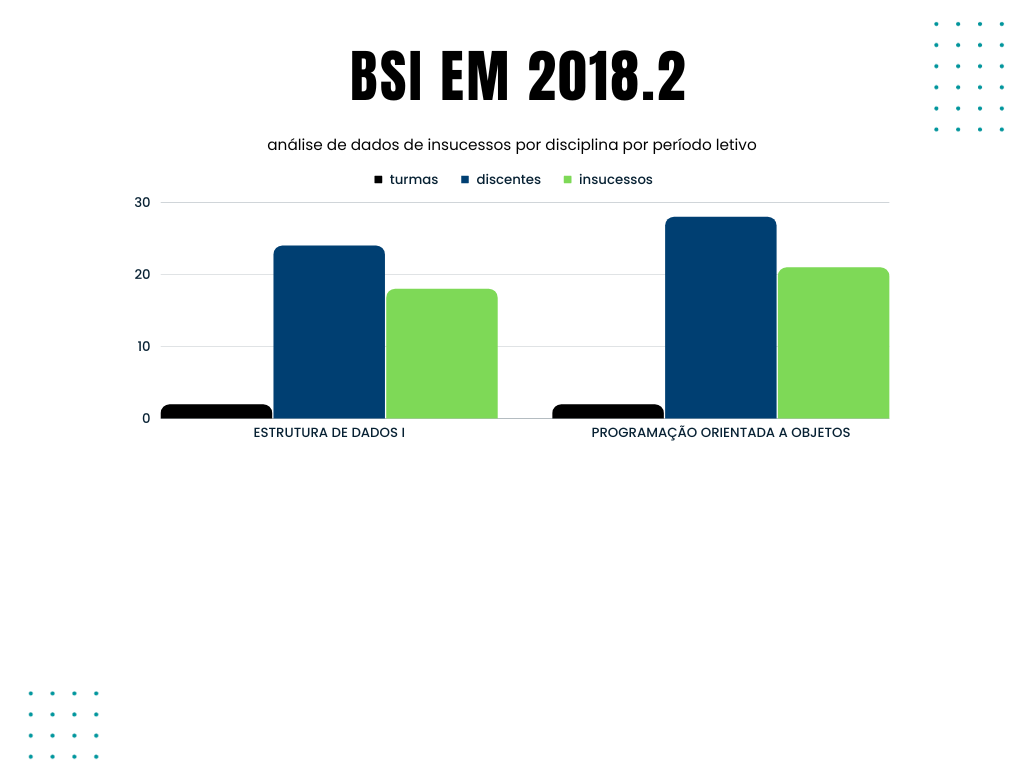 BSI EM 2018.2
análise de dados de insucessos por disciplina por período letivo
turmas discentes insucessos
30
20
10
0
ESTRUTURA DE DADOS I PROGRAMAÇÃO ORIENTADA A OBJETOS